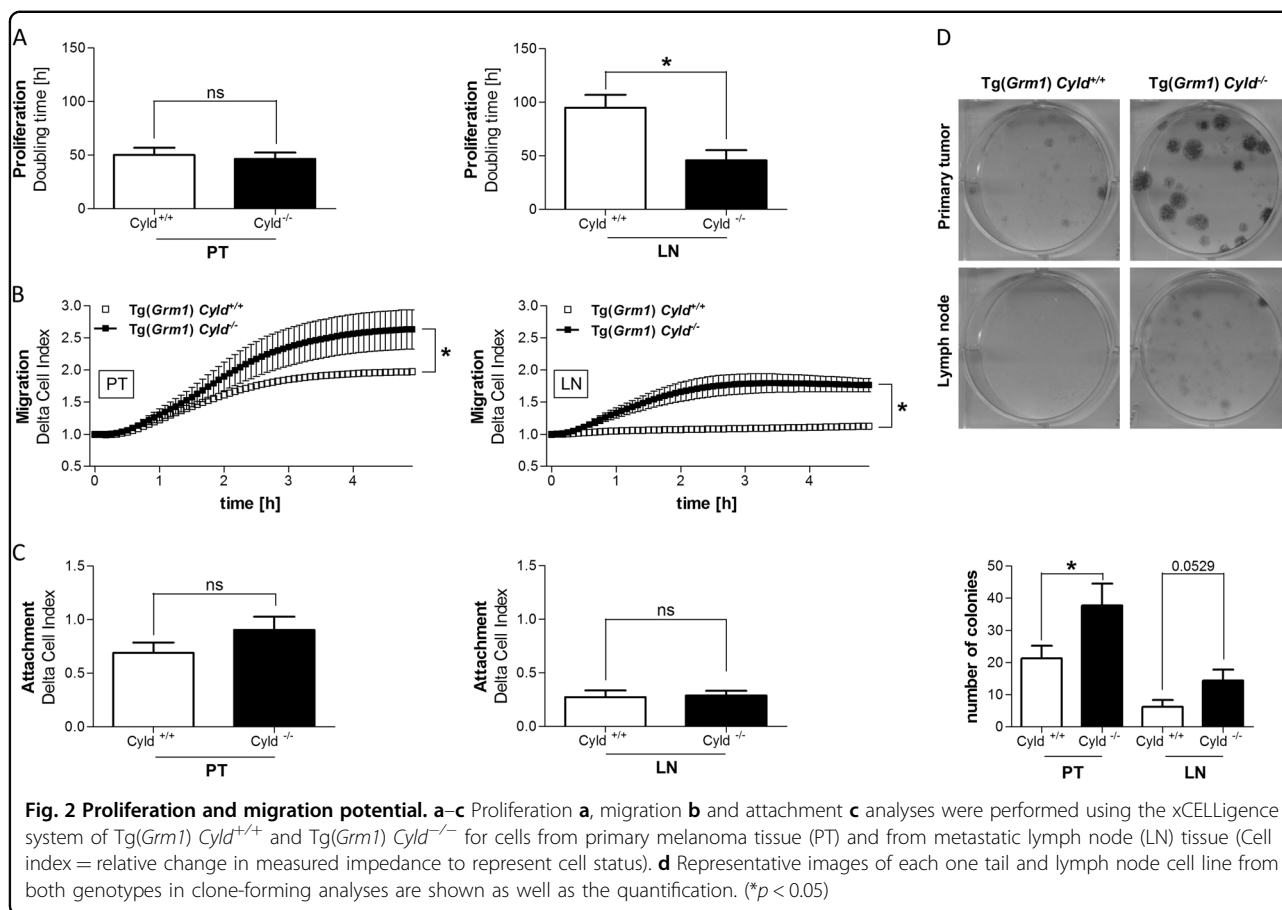 A
Proliferation
Doubling time [h]
150
100
50
0
ns
Cyld +/+
Cyld -/-
PT
Proliferation
Doubling time [h]
150
100
50
0
*
Cyld +/+
Cyld -/-
LN
B
Migration
Delta Cell Index
3.0
2.5
2.0
1.5
1.0
0.5
Tg(Grm1) Cyld+/+
Tg(Grm1) Cyld-/-
PT
*
0 1 2 3 4
time [h]
Migration
Delta Cell Index
3.0
2.5
2.0
1.5
1.0
0.5
Tg(Grm1) Cyld+/+
Tg(Grm1) Cyld-/-
LN
*
0 1 2 3 4
time [h]
C
Attachment
Delta Cell Index
1.5
1.0
0.5
0.0
ns
Cyld +/+
Cyld -/-
PT
Attachment
Delta Cell Index
1.5
1.0
0.5
0.0
ns
Cyld +/+
Cyld -/-
LN
D
Tg(Grm1) Cyld+/+
Tg(Grm1) Cyld-/-
Primary tumor
Lymph node
number of colonies
50
40
30
20
10
0
*
0.0529
Cyld +/+
Cyld -/-
Cyld +/+
Cyld -/-
PT
LN
Fig. 2 Proliferation and migration potential. a–c Proliferation a, migration b and attachment c analyses were performed using the xCELLigence
system of Tg(Grm1) Cyld+/+ and Tg(Grm1) Cyld−/− for cells from primary melanoma tissue (PT) and from metastatic lymph node (LN) tissue (Cell
index = relative change in measured impedance to represent cell status). d Representative images of each one tail and lymph node cell line from
both genotypes in clone-forming analyses are shown as well as the quantification. (*p < 0.05)